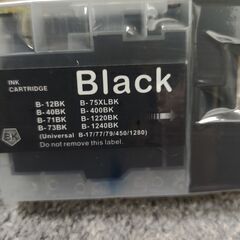 INK
CARTRIDGE
Black
B-12BK B-75XLBK
B-40BK B-400BK
B-71BK B-1220BK
B-73BK B-1240BK
(Universal B-17/77/79/450/1280)
Do not remove this label.